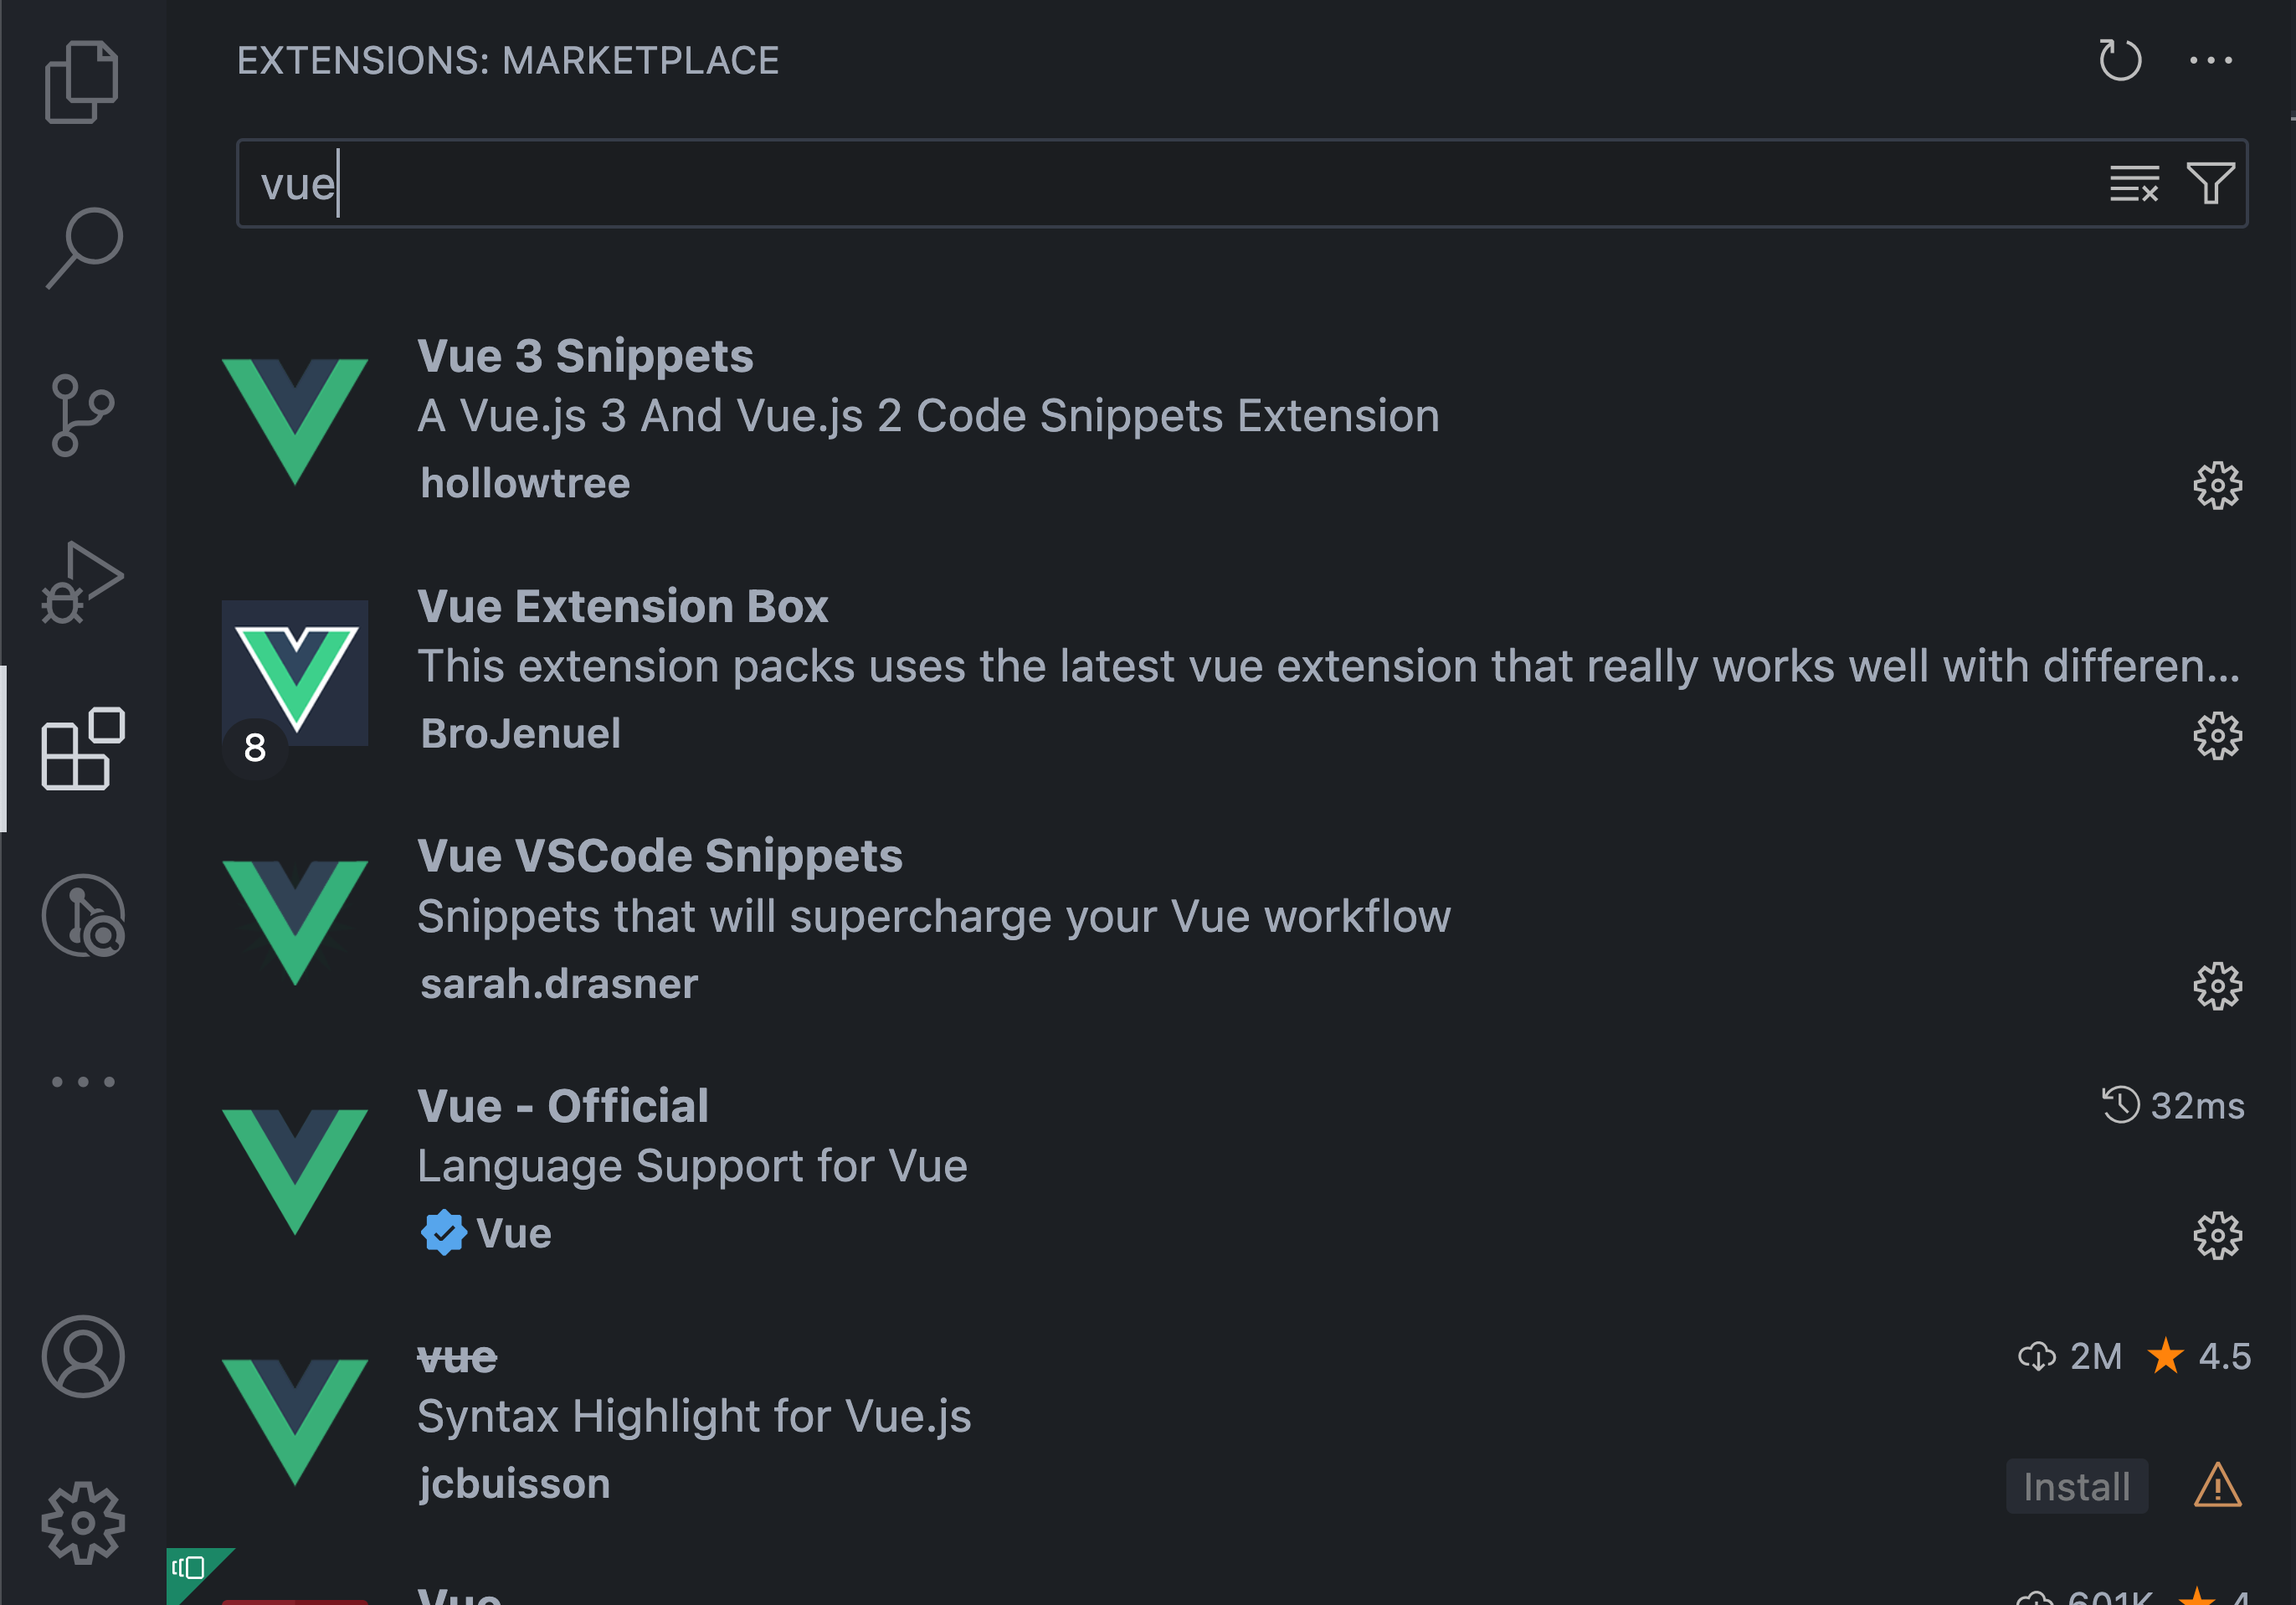 EXTENSIONS: MARKETPLACE
vue
Vue 3 Snippets
A Vue.js 3 And Vue.js 2 Code Snippets Extension
hollowtree
Vue Extension Box
This extension packs uses the latest vue extension that really works well with differen...
8
BroJenuel
Vue VSCode Snippets
Snippets that will supercharge your Vue workflow
sarah.drasner
Vue - Official
32ms
Language Support for Vue
Vue
vue
2M
4.5
Syntax Highlight for Vue.js
jcbuisson
Install
Vue
601K
4